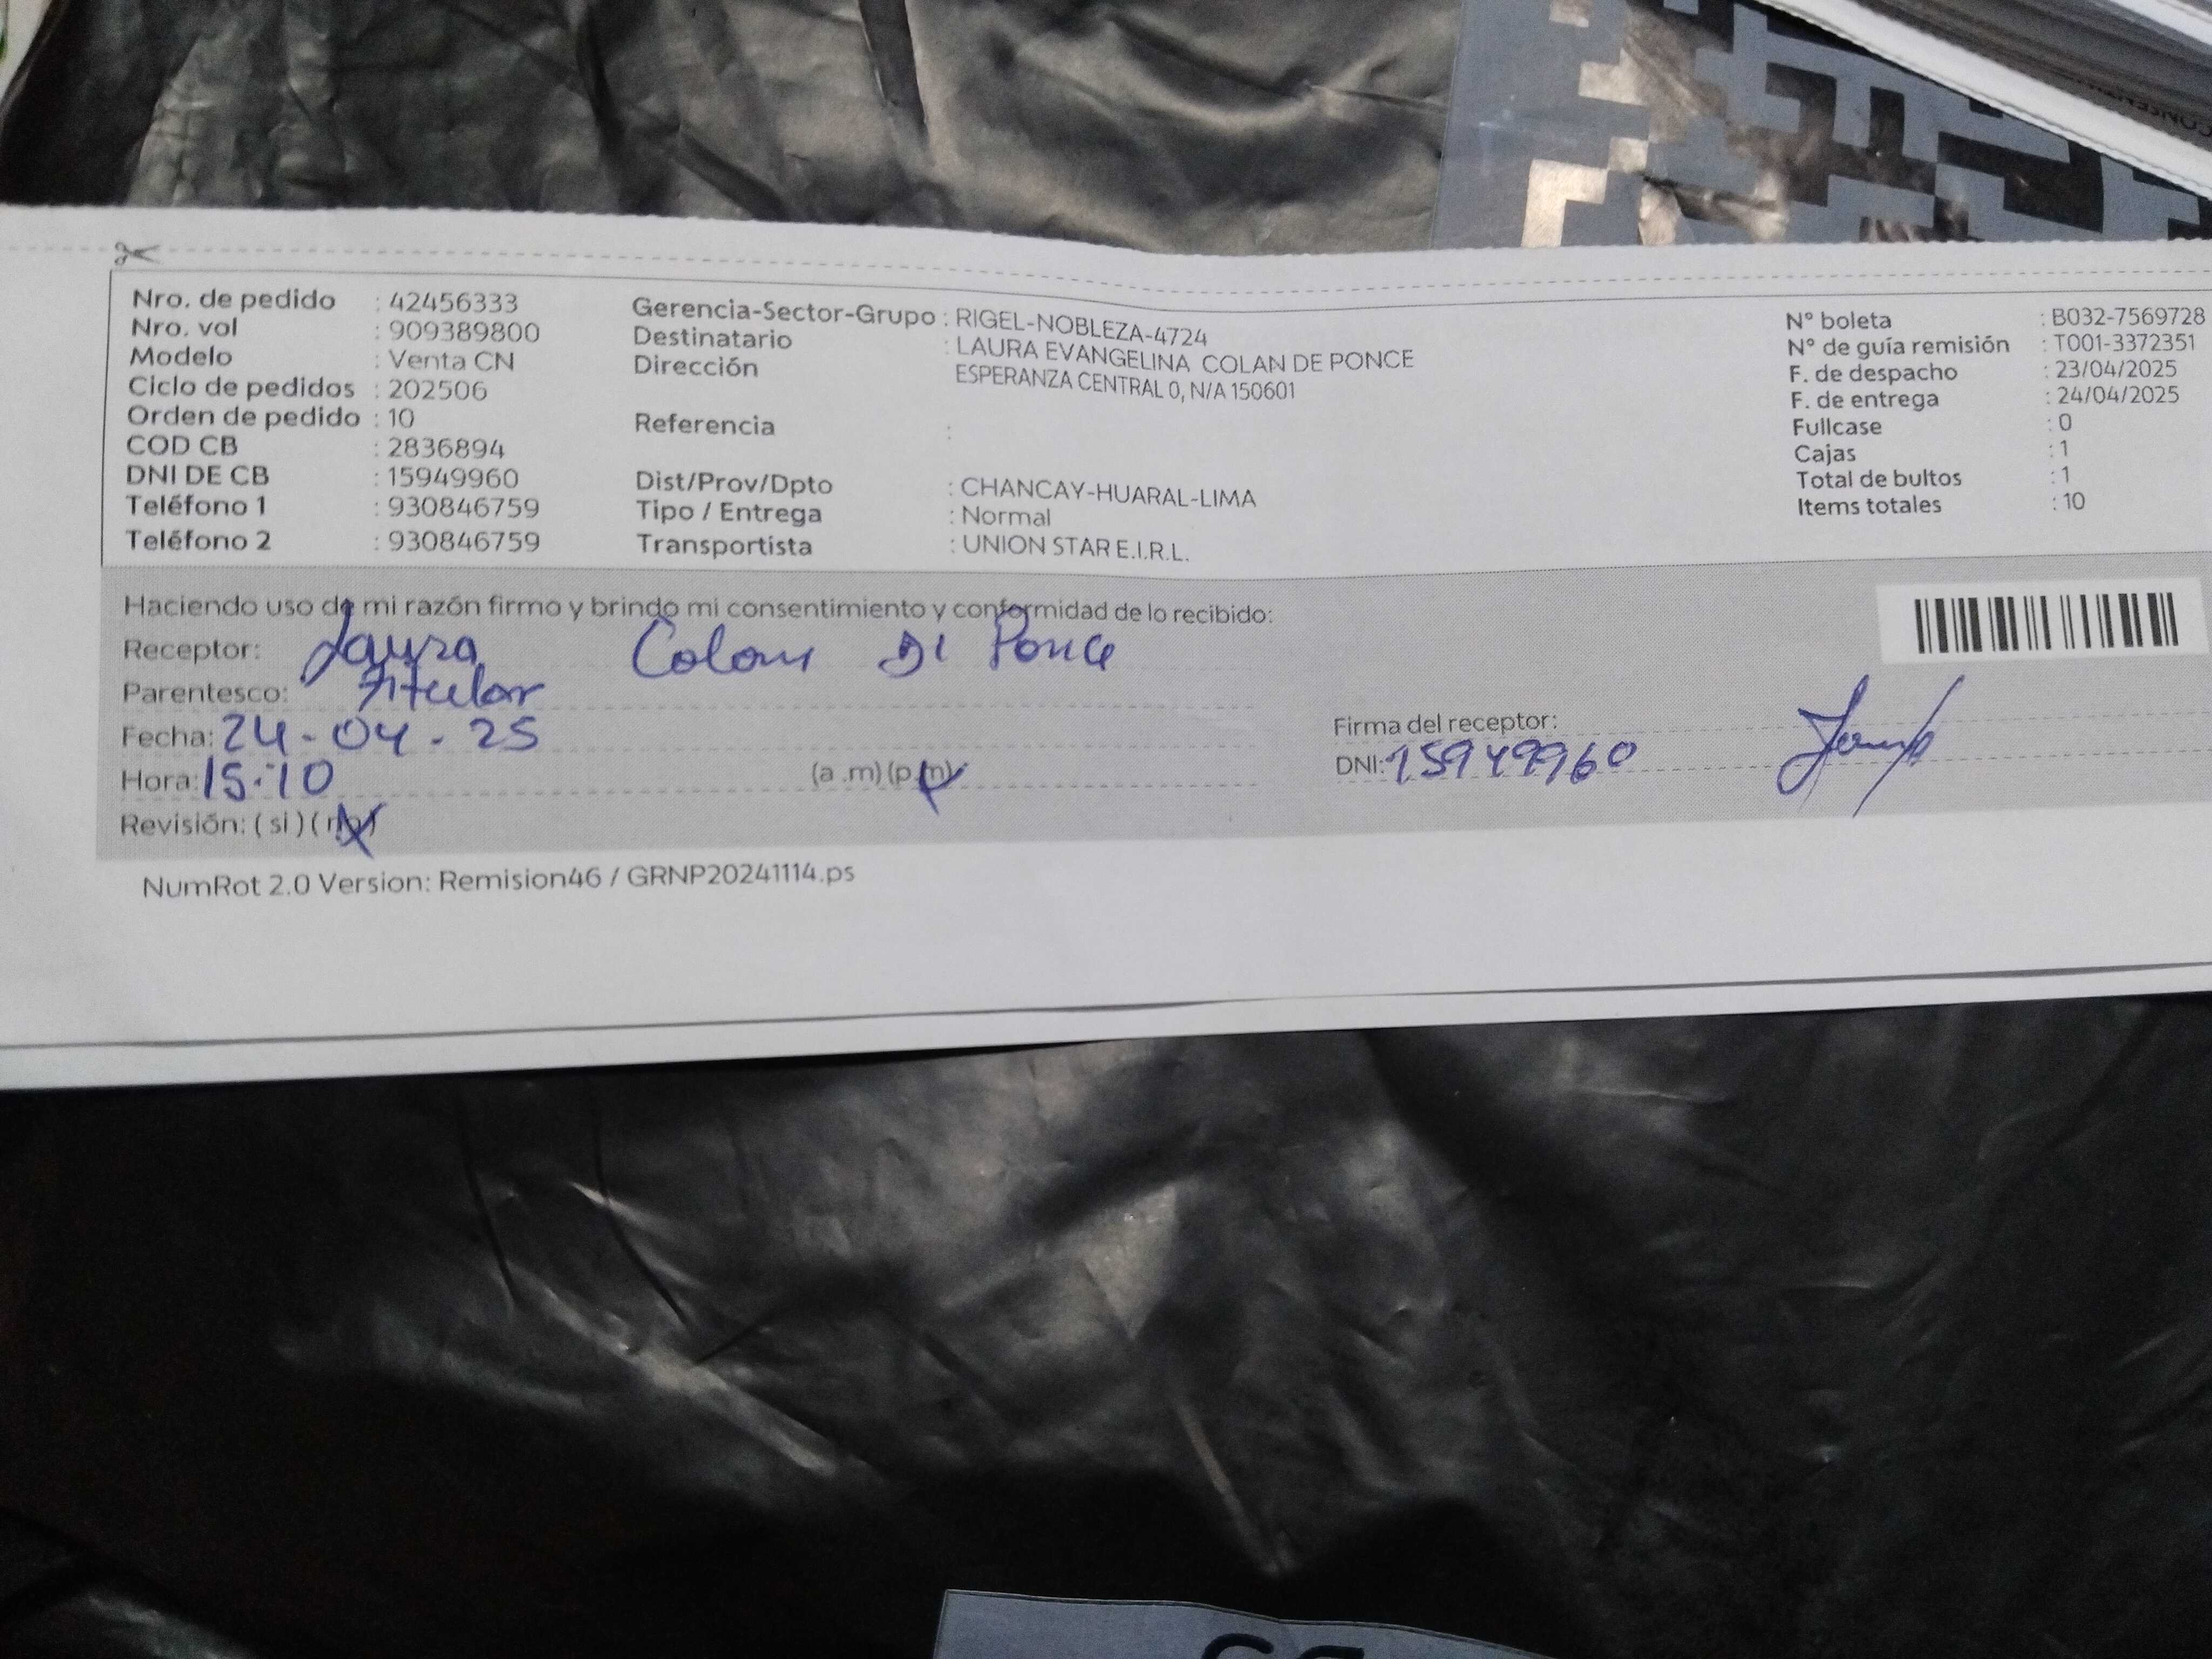 Nro. de pedido : 42456333
Nro. vol : 909389800
Modelo : Venta CN
Ciclo de pedidos : 202506
Orden de pedido : 10
COD CB : 2836894
DNI DE CB : 15949960
Teléfono 1 : 930846759
Teléfono 2 : 930846759
Gerencia-Sector-Grupo : RIGEL-NOBLEZA-4724
Destinatario : LAURA EVANGELINA COLAN DE PONCE
Dirección ESPERANZA CENTRAL 0, N/A 150601
Referencia :
Dist/Prov/Dpto : CHANCAY-HUARAL-LIMA
Tipo / Entrega : Normal
Transportista : UNION STAR E.I.R.L.
N° boleta : B032-7569728
N° de guía remisión : T001-3372351
F. de despacho : 23/04/2025
F. de entrega : 24/04/2025
Fullcase : 0
Cajas : 1
Total de bultos : 1
Items totales : 10
Haciendo uso de mi razón firmo y brindo mi consentimiento y conformidad de lo recibido:
Receptor: Laura Colan De Ponce
Parentesco: Titular
Fecha: 24-04-25
Hora: 15:10 (a .m) (p.m)
Revisión: ( si ) ( no )
Firma del receptor:
DNI: 15949960
NumRot 2.0 Version: Remision46 / GRNP20241114.ps